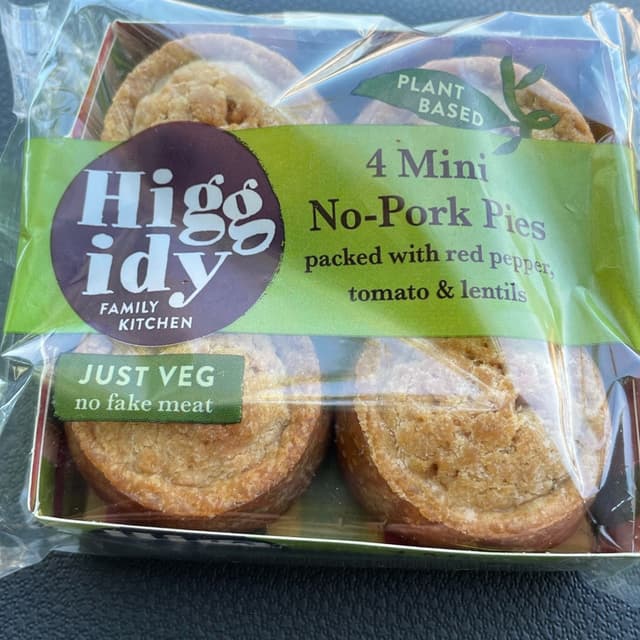 PLANT
BASED
Higg
idy
FAMILY
KITCHEN
4 Mini
No-Pork Pies
packed with red pepper,
tomato & lentils
JUST VEG
no fake meat